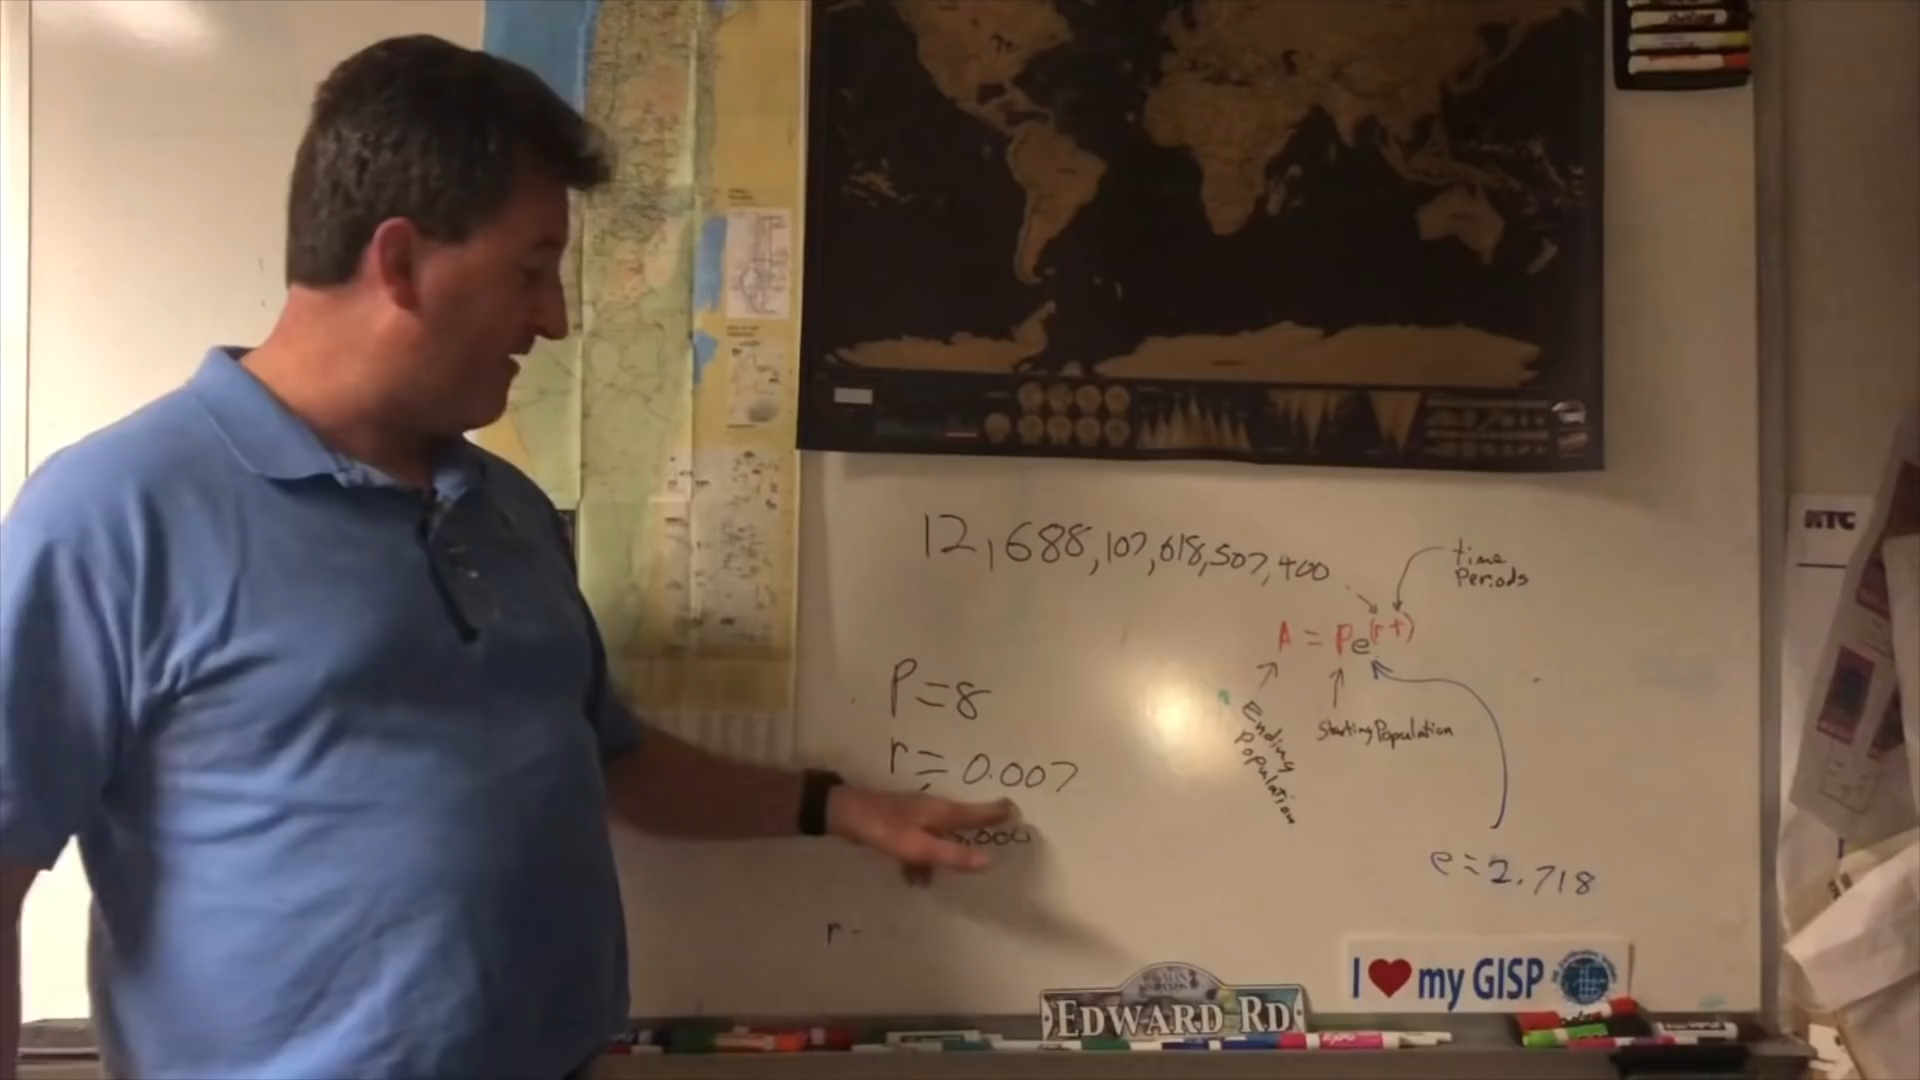 12,688,107,618,507,400
time
Periods
A = Pe(rt)
P=8
r=0.007
Ending
Population
Starting Population
e=2.718
r-
I my GISP
EDWARD RD